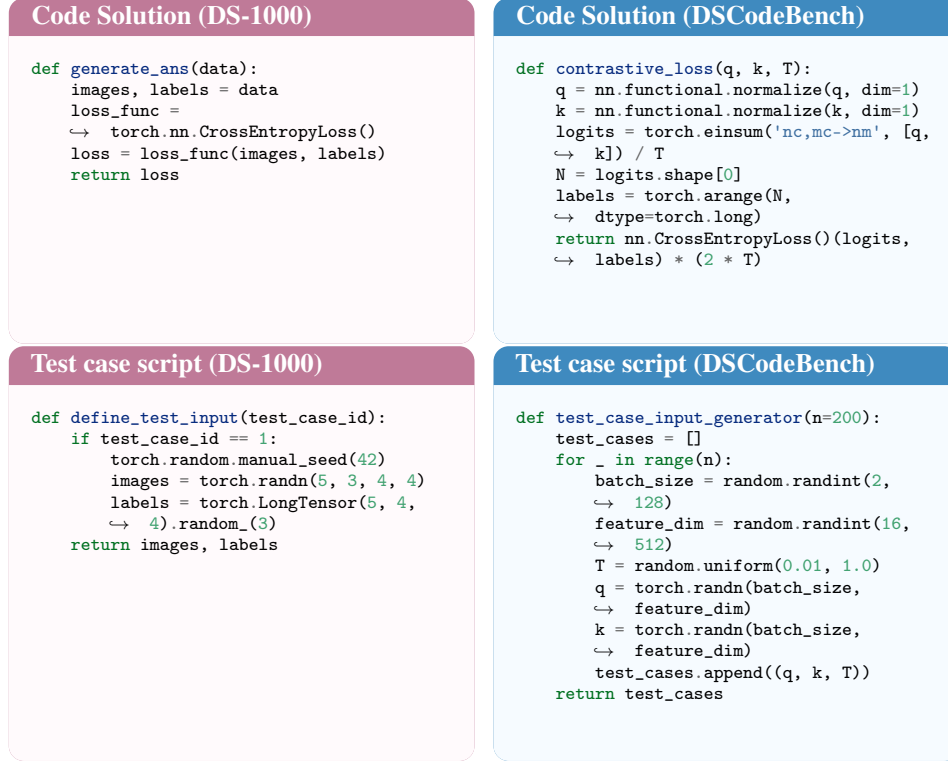 Code Solution (DS-1000)
def generate_ans(data):
    images, labels = data
    loss_func =
    ↪ torch.nn.CrossEntropyLoss()
    loss = loss_func(images, labels)
    return loss
Code Solution (DSCodeBench)
def contrastive_loss(q, k, T):
    q = nn.functional.normalize(q, dim=1)
    k = nn.functional.normalize(k, dim=1)
    logits = torch.einsum('nc,mc->nm', [q,
    ↪ k]) / T
    N = logits.shape[0]
    labels = torch.arange(N,
    ↪ dtype=torch.long)
    return nn.CrossEntropyLoss()(logits,
    ↪ labels) * (2 * T)
Test case script (DS-1000)
def define_test_input(test_case_id):
    if test_case_id == 1:
        torch.random.manual_seed(42)
        images = torch.randn(5, 3, 4, 4)
        labels = torch.LongTensor(5, 4,
        ↪ 4).random_(3)
    return images, labels
Test case script (DSCodeBench)
def test_case_input_generator(n=200):
    test_cases = []
    for _ in range(n):
        batch_size = random.randint(2,
        ↪ 128)
        feature_dim = random.randint(16,
        ↪ 512)
        T = random.uniform(0.01, 1.0)
        q = torch.randn(batch_size,
        ↪ feature_dim)
        k = torch.randn(batch_size,
        ↪ feature_dim)
        test_cases.append((q, k, T))
    return test_cases